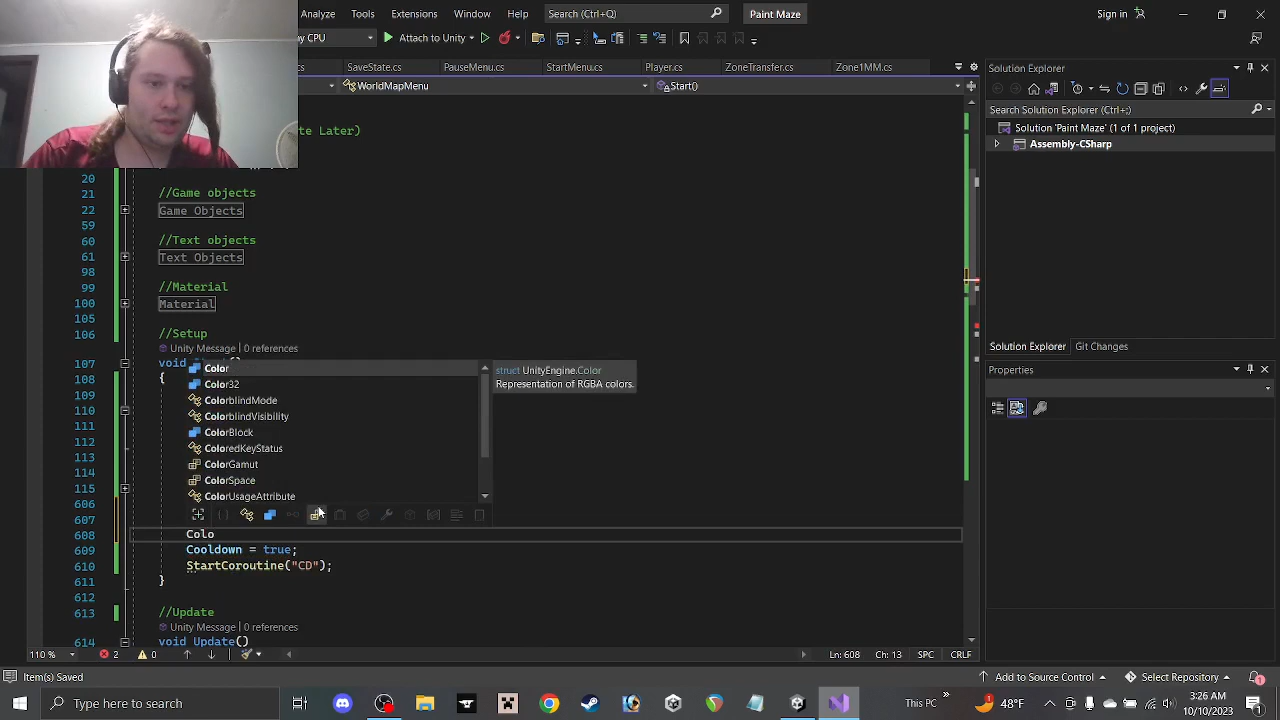 Analyze Tools Extensions Window Help Search (Ctrl+Q) Paint Maze Sign in
CPU Attach to Unity
.cs SaveState.cs PauseMenu.cs StartMenu.cs Player.cs ZoneTransfer.cs Zone1MM.cs
WorldMapMenu Start()
te Later)
20
21 //Game objects
22 Game Objects
59
60 //Text objects
61 Text Objects
98
99 //Material
100 Material
105
106 //Setup
Unity Message | 0 references
107 void
108 {
109
110
111
112
113
114
115
606
607
608 Colo
609 Cooldown = true;
610 StartCoroutine("CD");
611 }
612
613 //Update
Unity Message | 0 references
614 void Update()
Color
Color32
ColorblindMode
ColorblindVisibility
ColorBlock
ColoredKeyStatus
ColorGamut
ColorSpace
ColorUsageAttribute
struct UnityEngine.Color
Representation of RGBA colors.
110 % 2 0 Ln: 608 Ch: 13 SPC CRLF
Solution Explorer
Search Solution Explorer (Ctrl+;)
Solution 'Paint Maze' (1 of 1 project)
Assembly-CSharp
Solution Explorer Git Changes
Properties
Item(s) Saved Add to Source Control Select Repository 1
Type here to search 48°F 3:26 AM
10/10/2023